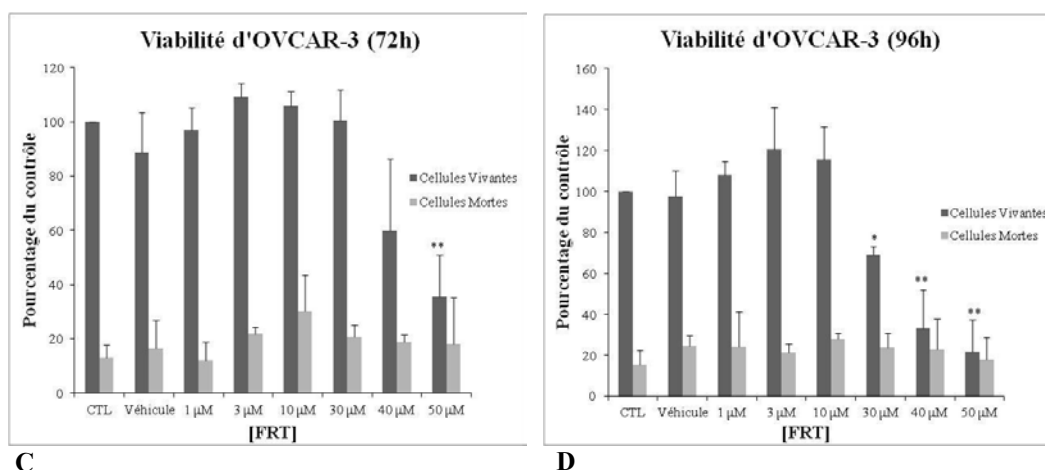 Viabilité d'OVCAR-3 (72h)
Pourcentage du contrôle
120
100
80
60
40
20
0
**
Cellules Vivantes
Cellules Mortes
CTL Véhicule 1 µM 3 µM 10 µM 30 µM 40 µM 50 µM
[FRT]
C
Viabilité d'OVCAR-3 (96h)
Pourcentage du contrôle
160
140
120
100
80
60
40
20
0
*
**
**
Cellules Vivantes
Cellules Mortes
CTL Véhicule 1 µM 3 µM 10 µM 30 µM 40 µM 50 µM
[FRT]
D